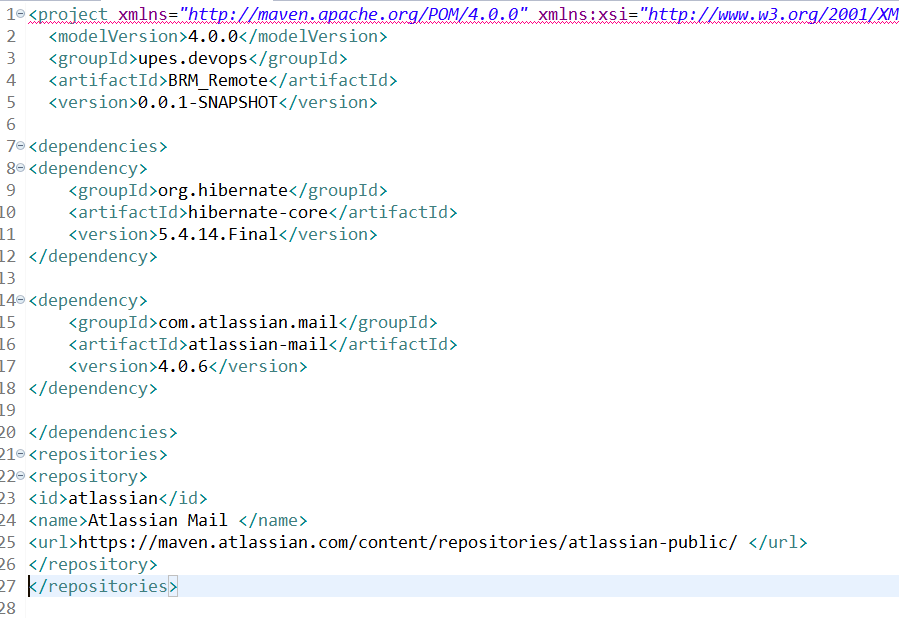 1 <project xmlns="http://maven.apache.org/POM/4.0.0" xmlns:xsi="http://www.w3.org/2001/XM
2 <modelVersion>4.0.0</modelVersion>
3 <groupId>upes.devops</groupId>
4 <artifactId>BRM_Remote</artifactId>
5 <version>0.0.1-SNAPSHOT</version>
6
7 <dependencies>
8 <dependency>
9 <groupId>org.hibernate</groupId>
10 <artifactId>hibernate-core</artifactId>
11 <version>5.4.14.Final</version>
12 </dependency>
13
14 <dependency>
15 <groupId>com.atlassian.mail</groupId>
16 <artifactId>atlassian-mail</artifactId>
17 <version>4.0.6</version>
18 </dependency>
19
20 </dependencies>
21 <repositories>
22 <repository>
23 <id>atlassian</id>
24 <name>Atlassian Mail </name>
25 <url>https://maven.atlassian.com/content/repositories/atlassian-public/ </url>
26 </repository>
27 </repositories>
28